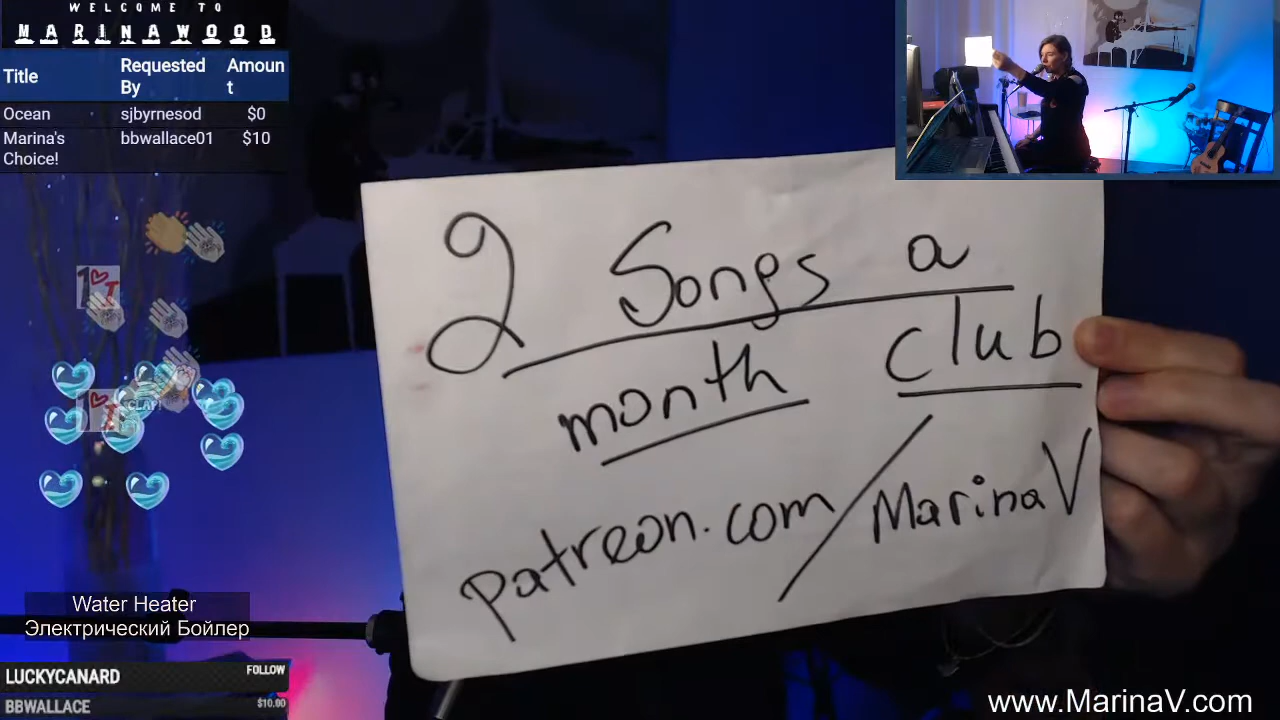 WELCOME TO
MARINAWOOD
Title Requested By Amount
Ocean sjbyrnesod $0
Marina's Choice! bbwallace01 $10
2 Songs a
month club
patreon.com/MarinaV
CLAP!
Water Heater
Электрический Бойлер
LUCKYCANARD FOLLOW
BBWALLACE $10.00
www.MarinaV.com